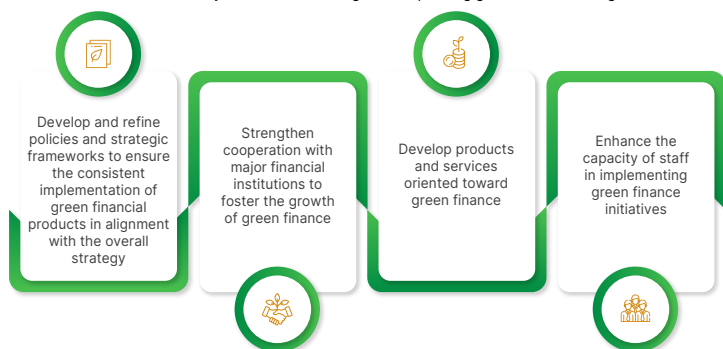 Develop and refine
policies and strategic
frameworks to ensure
the consistent
implementation of
green financial
products in alignment
with the overall
strategy
Strengthen
cooperation with
major financial
institutions to
foster the growth
of green finance
Develop products
and services
oriented toward
green finance
Enhance the
capacity of staff
in implementing
green finance
initiatives